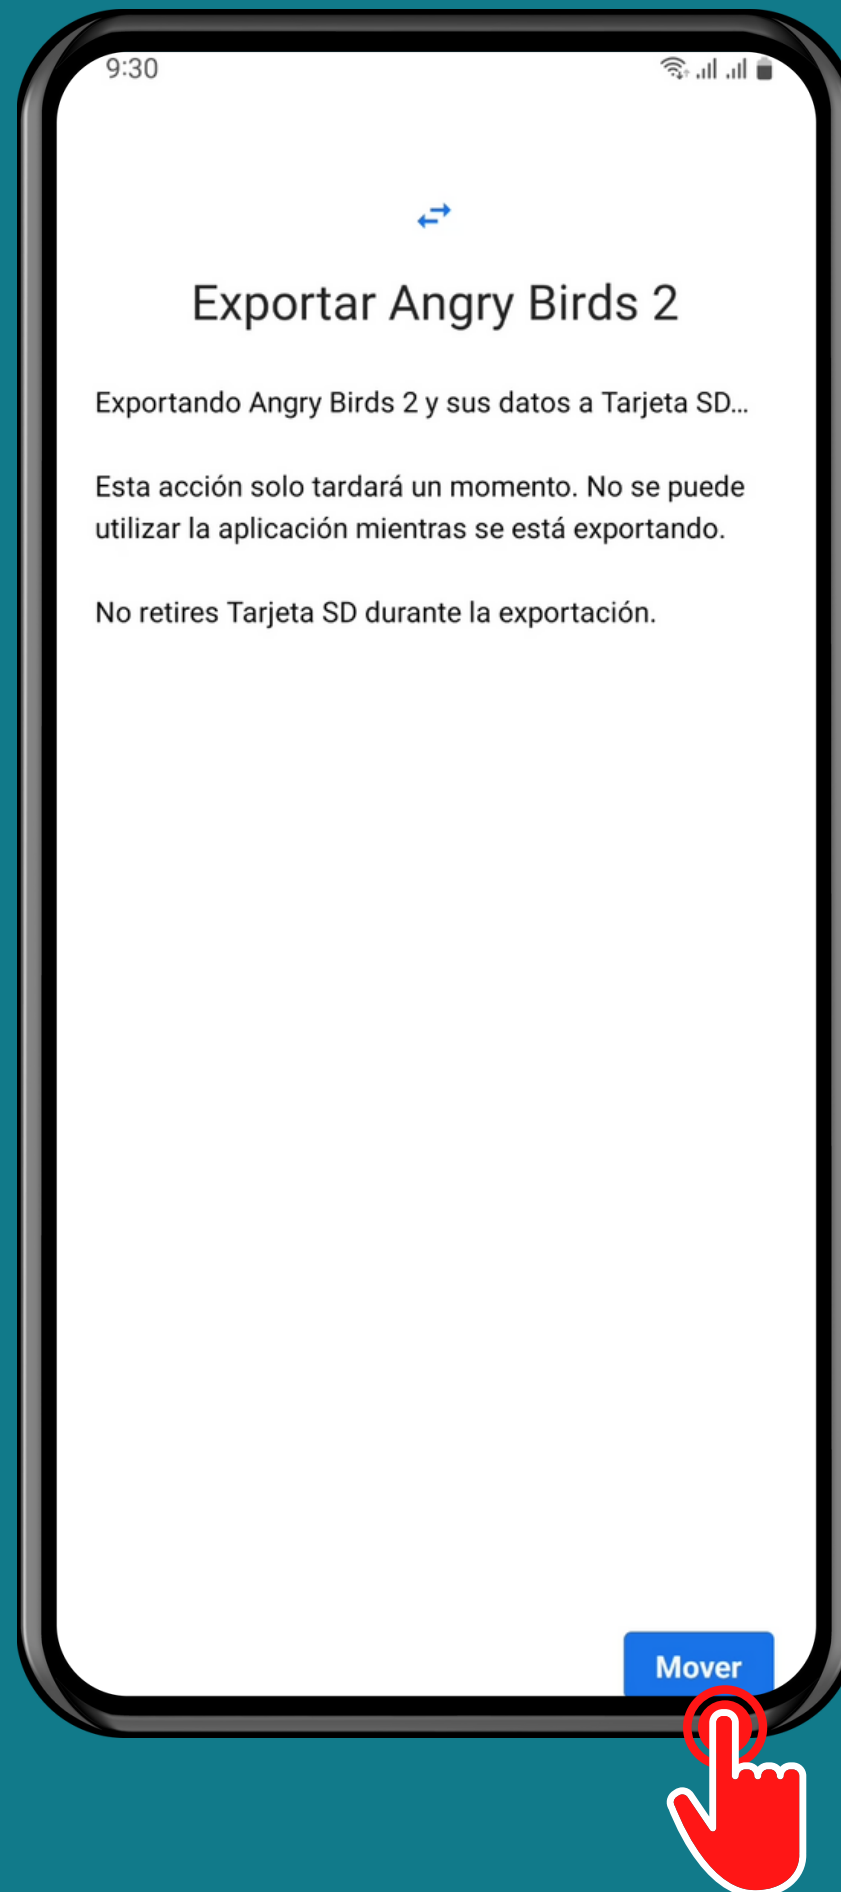 9:30
Exportar Angry Birds 2
Exportando Angry Birds 2 y sus datos a Tarjeta SD...
Esta acción solo tardará un momento. No se puede
utilizar la aplicación mientras se está exportando.
No retires Tarjeta SD durante la exportación.
Mover